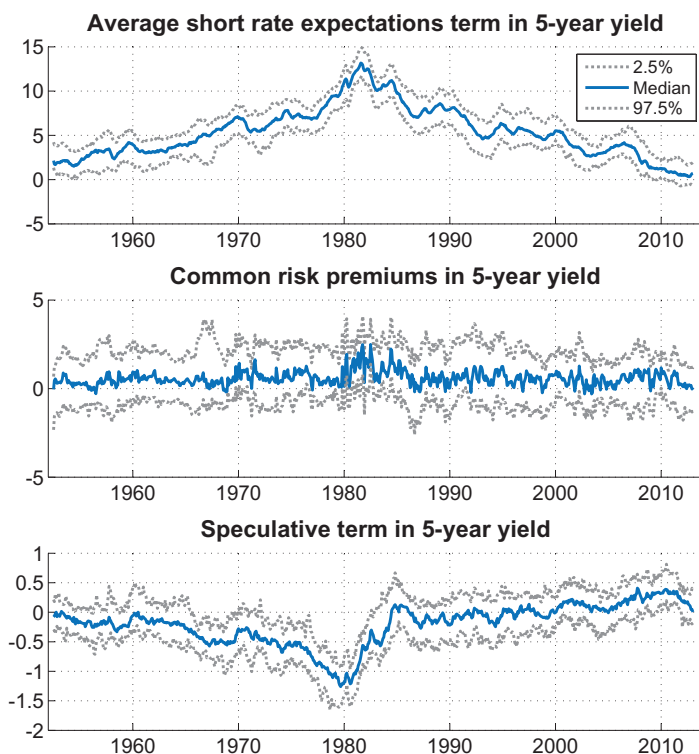 Average short rate expectations term in 5-year yield
15
10
5
0
-5
2.5%
Median
97.5%
1960 1970 1980 1990 2000 2010
Common risk premiums in 5-year yield
5
0
-5
1960 1970 1980 1990 2000 2010
Speculative term in 5-year yield
1
0.5
0
-0.5
-1
-1.5
-2
1960 1970 1980 1990 2000 2010